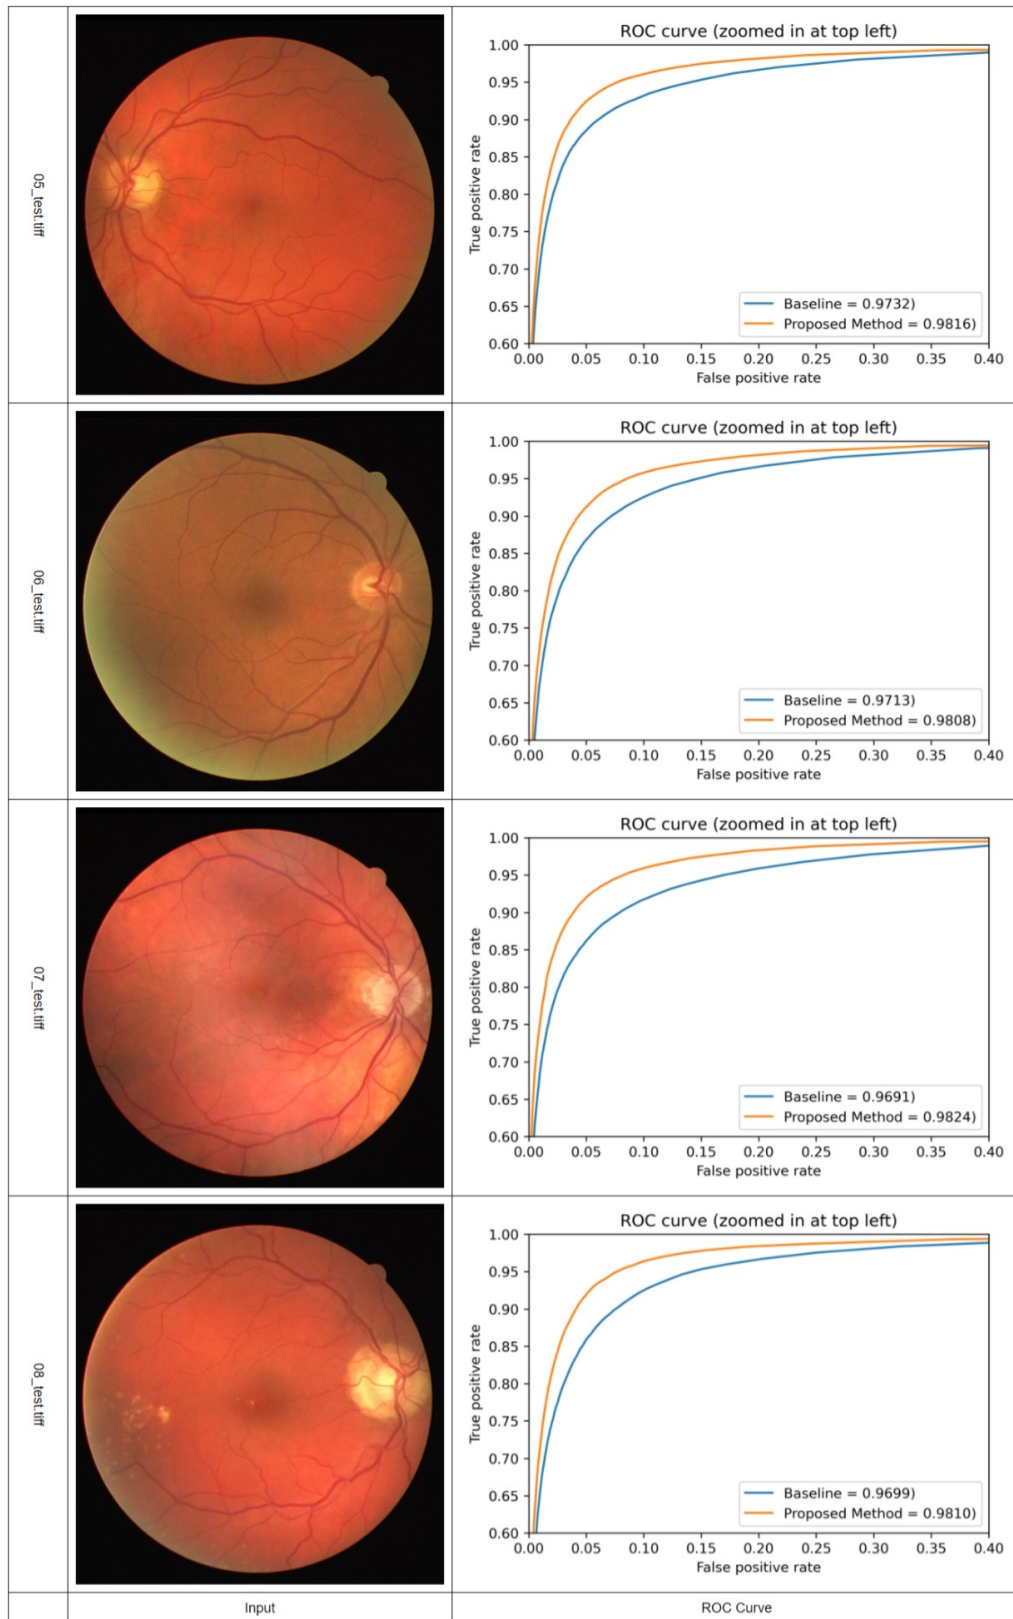 05_test.tiff
ROC curve (zoomed in at top left)
True positive rate
1.00
0.95
0.90
0.85
0.80
0.75
0.70
0.65
0.60
Baseline = 0.9732)
Proposed Method = 0.9816)
0.00 0.05 0.10 0.15 0.20 0.25 0.30 0.35 0.40
False positive rate
06_test.tiff
ROC curve (zoomed in at top left)
True positive rate
1.00
0.95
0.90
0.85
0.80
0.75
0.70
0.65
0.60
Baseline = 0.9713)
Proposed Method = 0.9808)
0.00 0.05 0.10 0.15 0.20 0.25 0.30 0.35 0.40
False positive rate
07_test.tiff
ROC curve (zoomed in at top left)
True positive rate
1.00
0.95
0.90
0.85
0.80
0.75
0.70
0.65
0.60
Baseline = 0.9691)
Proposed Method = 0.9824)
0.00 0.05 0.10 0.15 0.20 0.25 0.30 0.35 0.40
False positive rate
08_test.tiff
ROC curve (zoomed in at top left)
True positive rate
1.00
0.95
0.90
0.85
0.80
0.75
0.70
0.65
0.60
Baseline = 0.9699)
Proposed Method = 0.9810)
0.00 0.05 0.10 0.15 0.20 0.25 0.30 0.35 0.40
False positive rate
Input
ROC Curve